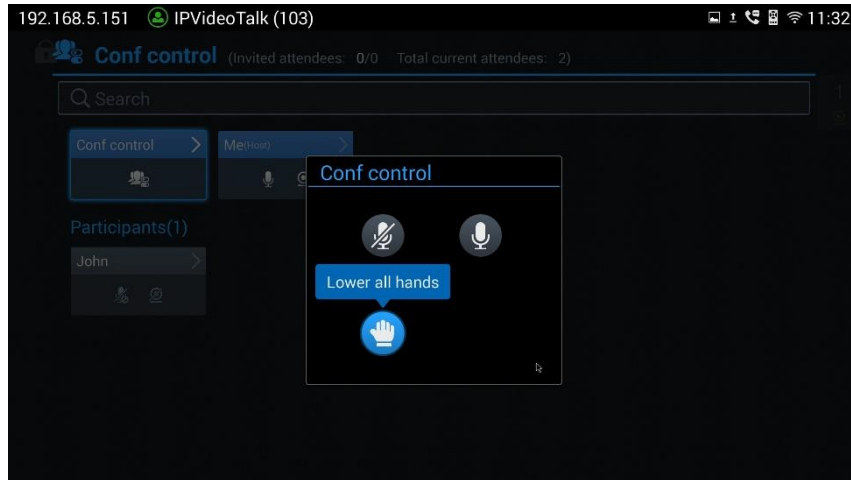 192.168.5.151 IPVideoTalk (103) 11:32
Conf control (Invited attendees: 0/0 Total current attendees: 2)
Search
1
Conf control Me(Host)
Conf control
Participants(1)
John
Lower all hands